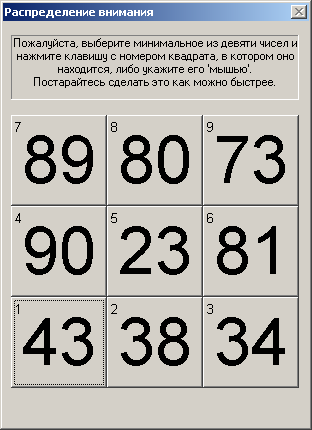 Распределение внимания
Пожалуйста, выберите минимальное из девяти чисел и
нажмите клавишу с номером квадрата, в котором оно
находится, либо укажите его 'мышью'.
Постарайтесь сделать это как можно быстрее.
7 8 9
89 80 73
4 5 6
90 23 81
1 2 3
43 38 34